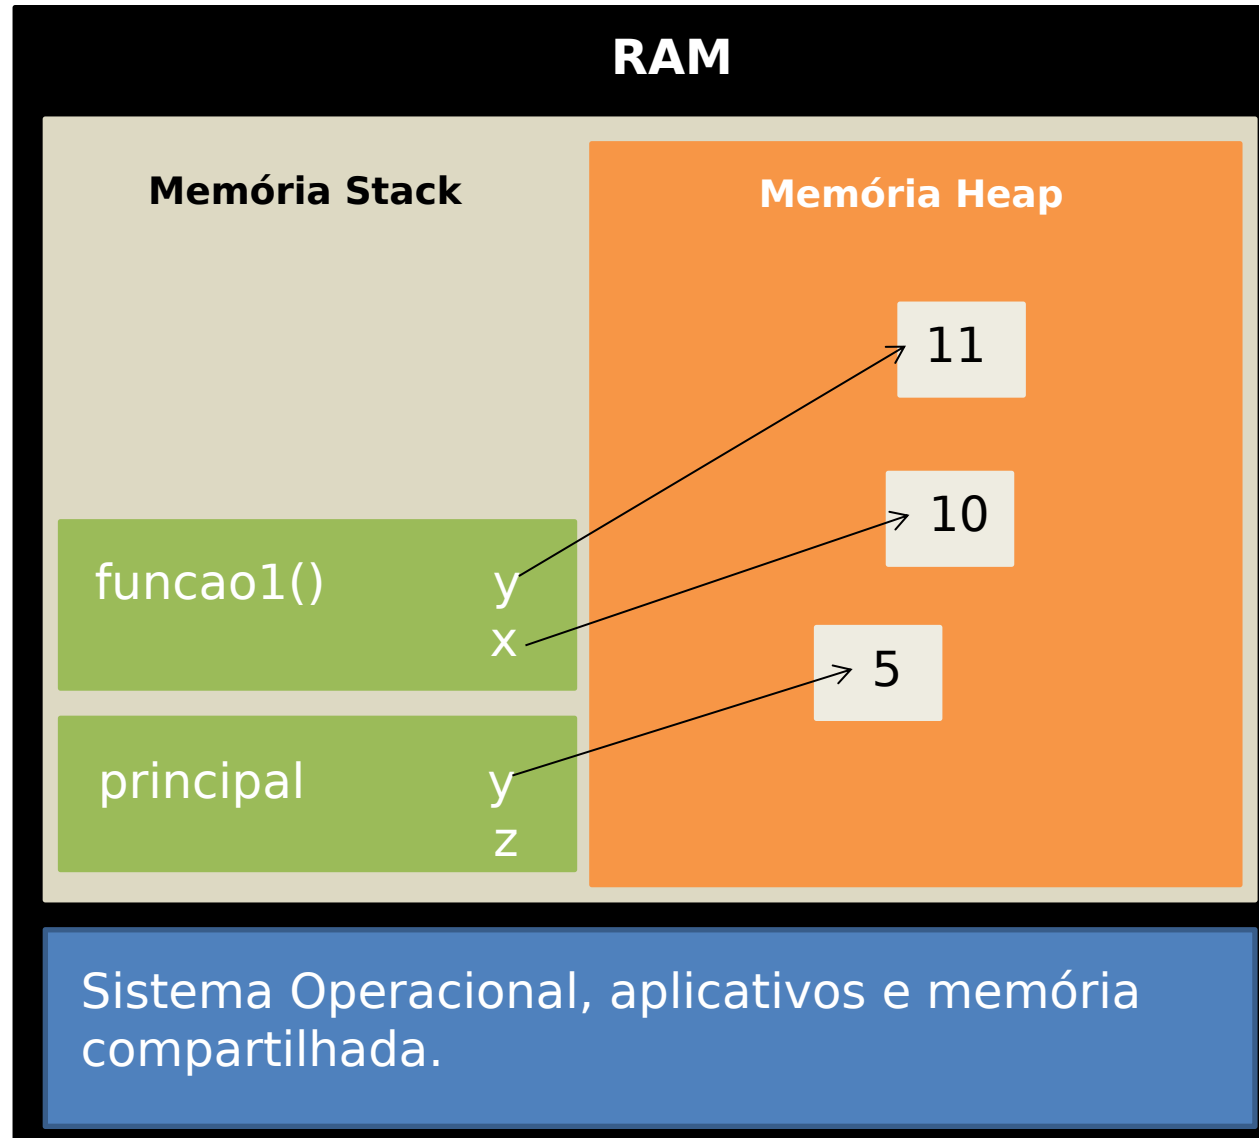 RAM
Memória Stack
Memória Heap
11
10
5
funcao1() y
x
principal y
z
Sistema Operacional, aplicativos e memória
compartilhada.